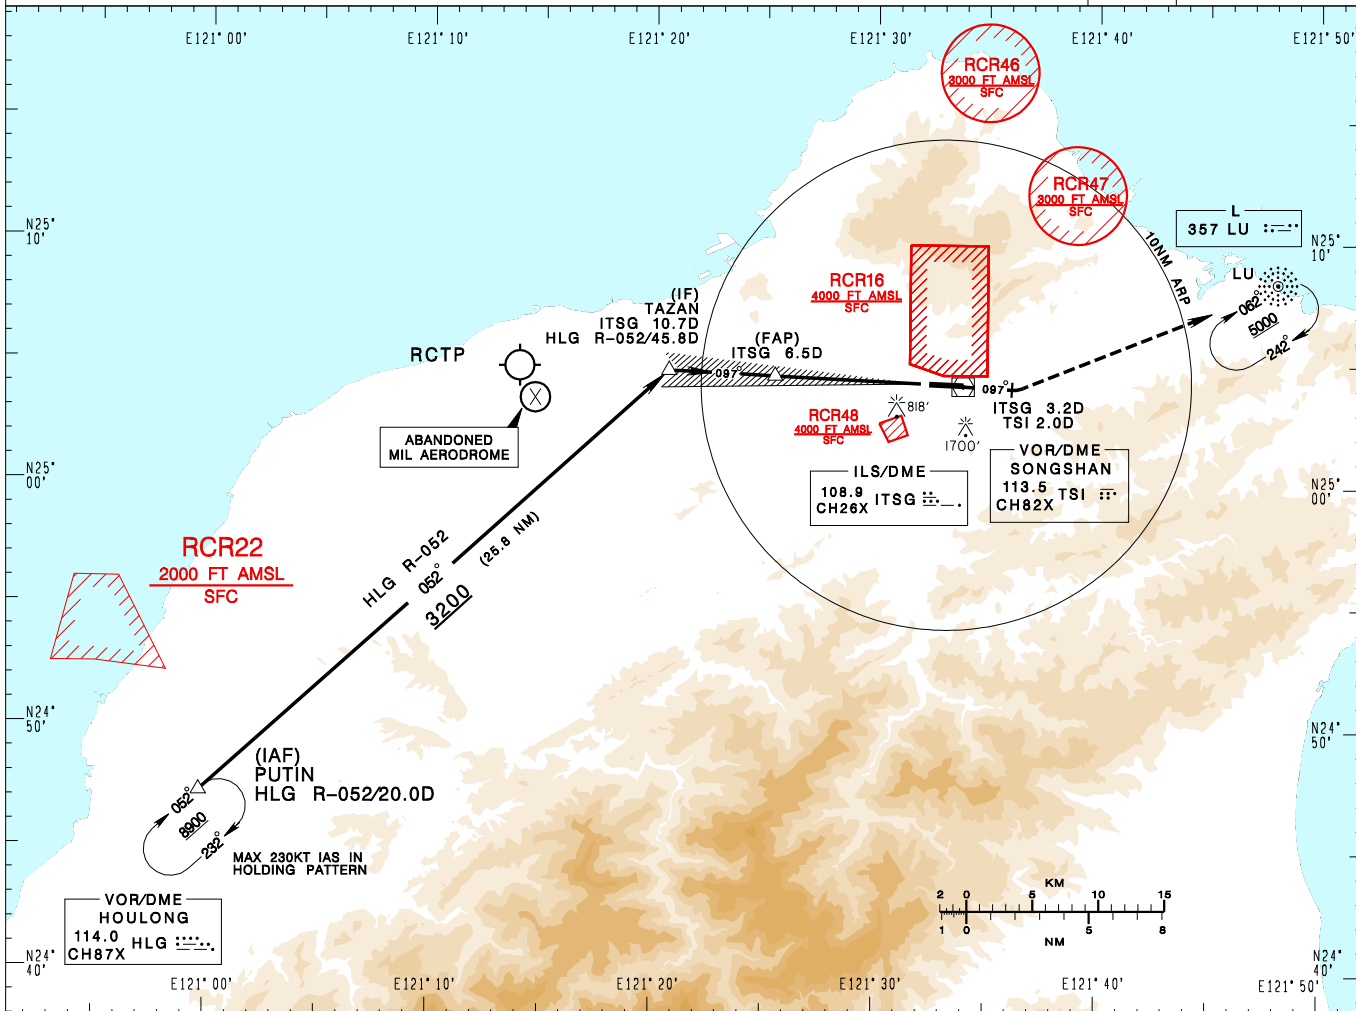 E121° 00'
E121° 10'
E121° 20'
E121° 30'
E121° 40'
E121° 50'
RCR46
3000 FT AMSL
SFC
RCR47
3000 FT AMSL
SFC
N25°
10'
L
357 LU
N25°
10'
10NM ARP
LU
062°
5000
242°
RCR16
4000 FT AMSL
SFC
(IF)
TAZAN
ITSG 10.7D
HLG R-052/45.8D
(FAP)
ITSG 6.5D
RCTP
097°
097°
ITSG 3.2D
TSI 2.0D
818'
1700'
RCR48
4000 FT AMSL
SFC
ABANDONED
MIL AERODROME
N25°
00'
ILS/DME
108.9
CH26X
ITSG
VOR/DME
SONGSHAN
113.5
CH82X
TSI
N25°
00'
HLG R-052
(25.8 NM)
052°
3200
RCR22
2000 FT AMSL
SFC
N24°
50'
N24°
50'
(IAF)
PUTIN
HLG R-052/20.0D
052°
8900
232°
MAX 230KT IAS IN
HOLDING PATTERN
VOR/DME
HOULONG
114.0
CH87X
HLG
KM
2 0 5 10 15
1 0 5 8
NM
N24°
40'
N24°
40'
E121° 00'
E121° 10'
E121° 20'
E121° 30'
E121° 40'
E121° 50'